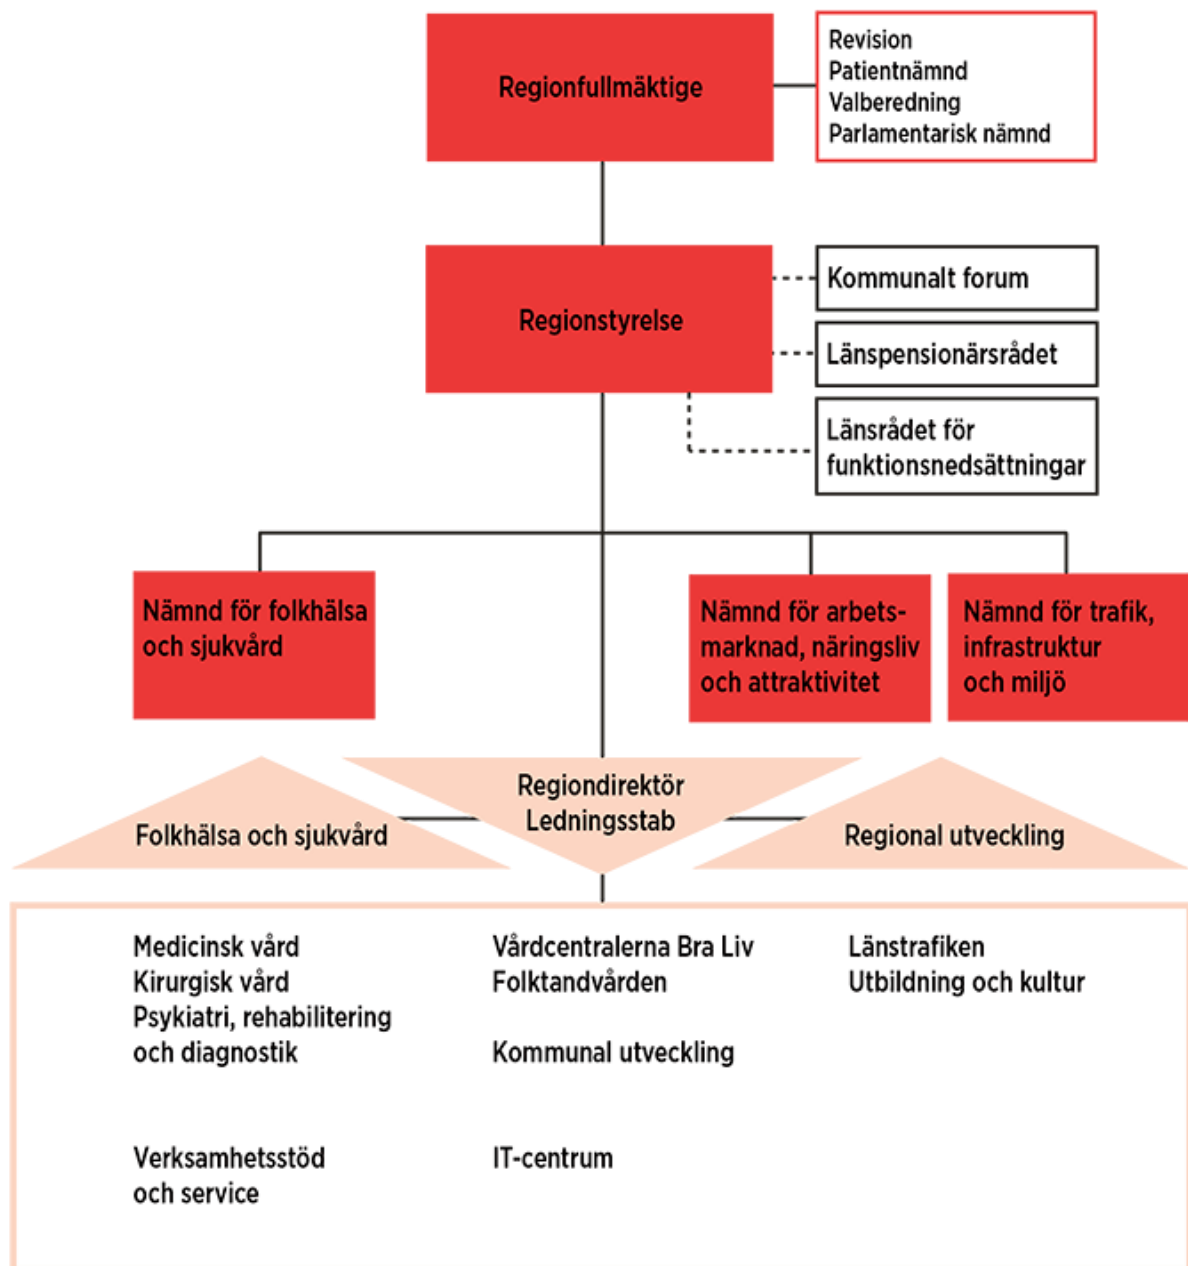 Regionfullmäktige
Revision
Patientnämnd
Valberedning
Parlamentarisk nämnd
Regionstyrelse
Kommunalt forum
Länspensionärsrådet
Länsrådet för
funktionsnedsättningar
Nämnd för folkhälsa
och sjukvård
Nämnd för arbets-
marknad, näringsliv
och attraktivitet
Nämnd för trafik,
infrastruktur
och miljö
Folkhälsa och sjukvård
Regiondirektör
Ledningsstab
Regional utveckling
Medicinsk vård
Kirurgisk vård
Psykiatri, rehabilitering
och diagnostik
Verksamhetsstöd
och service
Vårdcentralerna Bra Liv
Folktandvården
Kommunal utveckling
IT-centrum
Länstrafiken
Utbildning och kultur